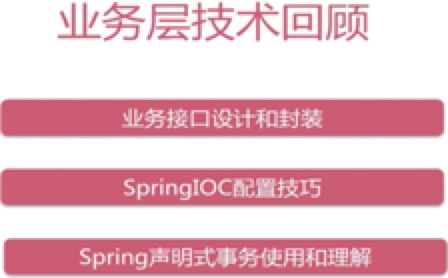 业务层技术回顾
业务接口设计和封装
SpringIOC配置技巧
Spring声明式事务使用和理解